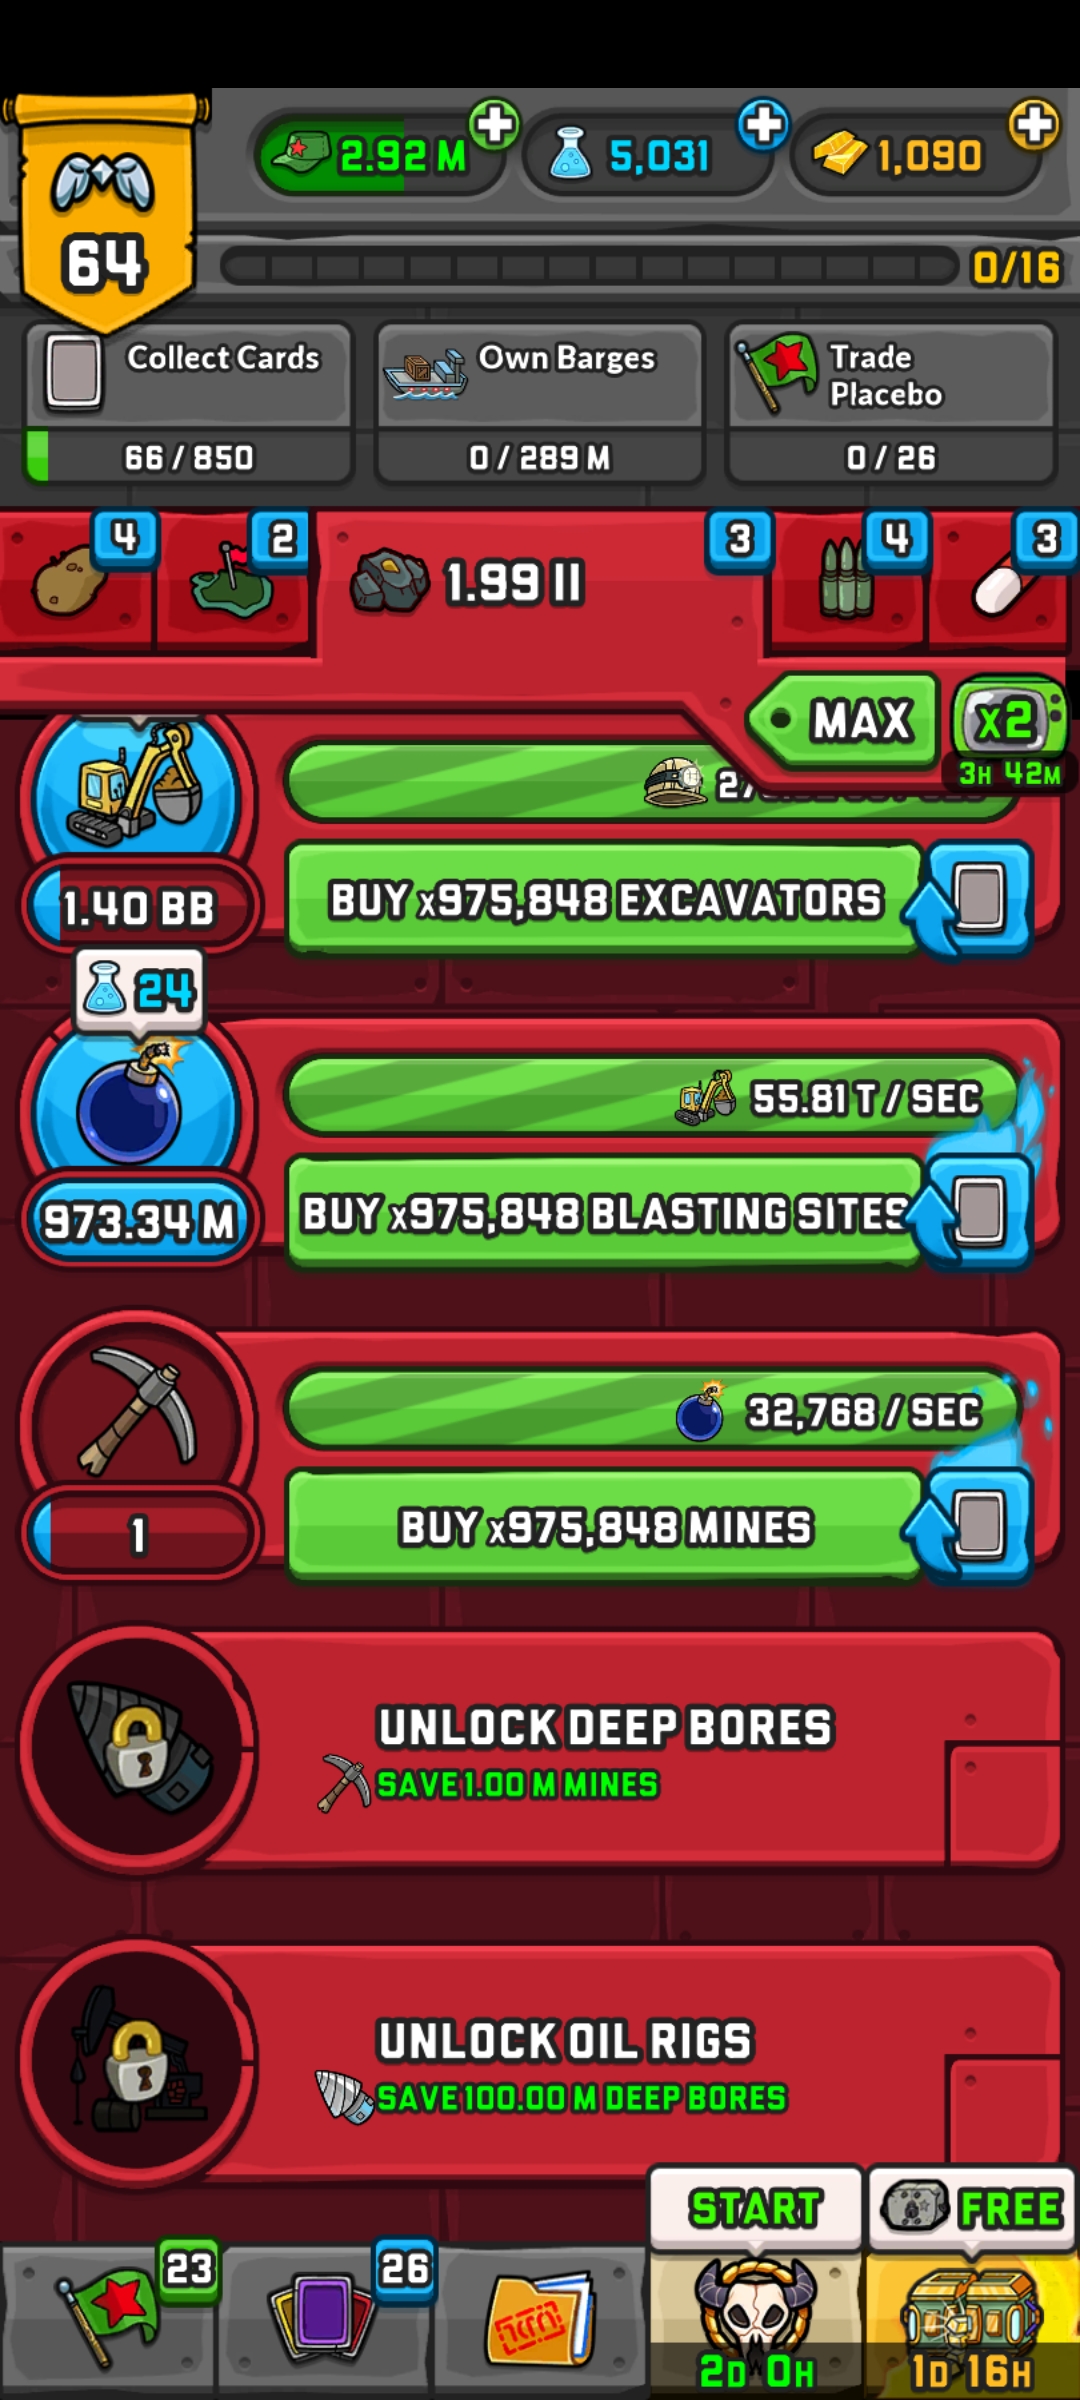 2.92 M
5,031
1,090
64
0/16
Collect Cards
66 / 850
Own Barges
0 / 289 M
Trade
Placebo
0 / 26
4
2
1.99 II
3
4
3
MAX
x2
3H 42M
1.40 BB
BUY x975,848 EXCAVATORS
24
55.81 T / SEC
973.34 M
BUY x975,848 BLASTING SITES
32,768 / SEC
1
BUY x975,848 MINES
UNLOCK DEEP BORES
SAVE 1.00 M MINES
UNLOCK OIL RIGS
SAVE 100.00 M DEEP BORES
START
FREE
23
26
2D 0H
1D 16H